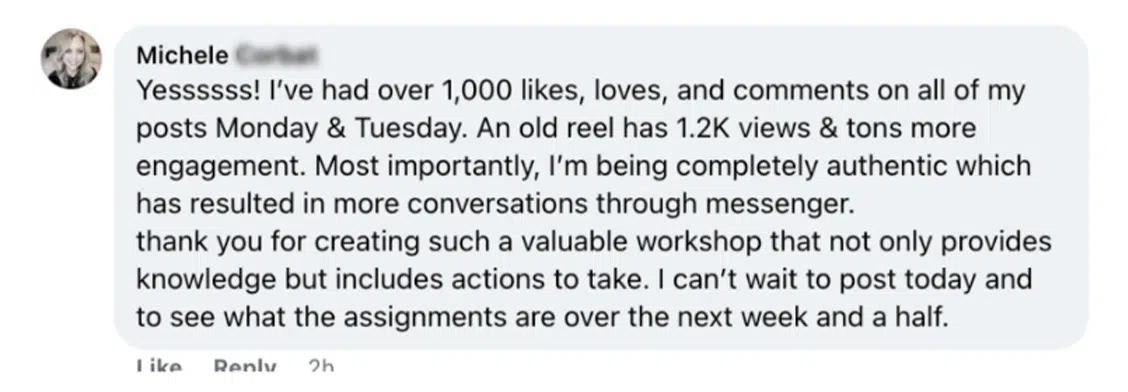 Michele
Yessssss! I've had over 1,000 likes, loves, and comments on all of my
posts Monday & Tuesday. An old reel has 1.2K views & tons more
engagement. Most importantly, I'm being completely authentic which
has resulted in more conversations through messenger.
thank you for creating such a valuable workshop that not only provides
knowledge but includes actions to take. I can't wait to post today and
to see what the assignments are over the next week and a half.
Like Reply 2h